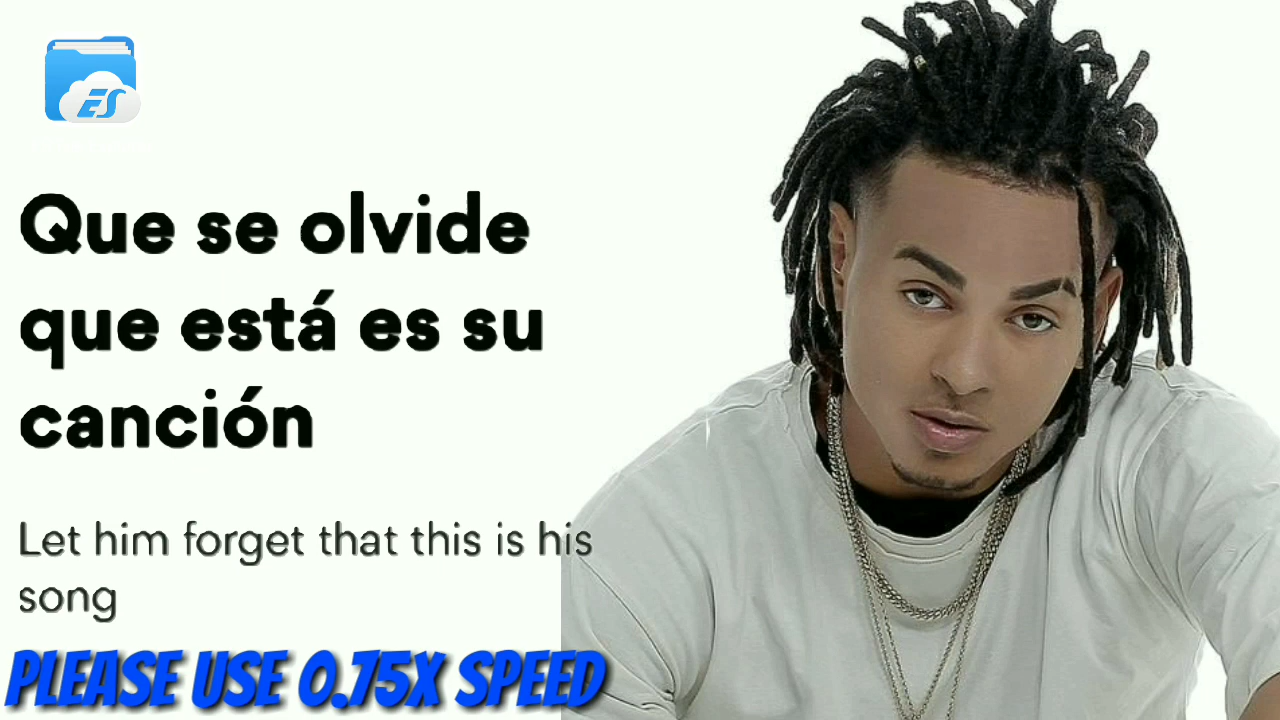 ES
Que se olvide
que está es su
canción
Let him forget that this is his
song
PLEASE USE 0.75X SPEED